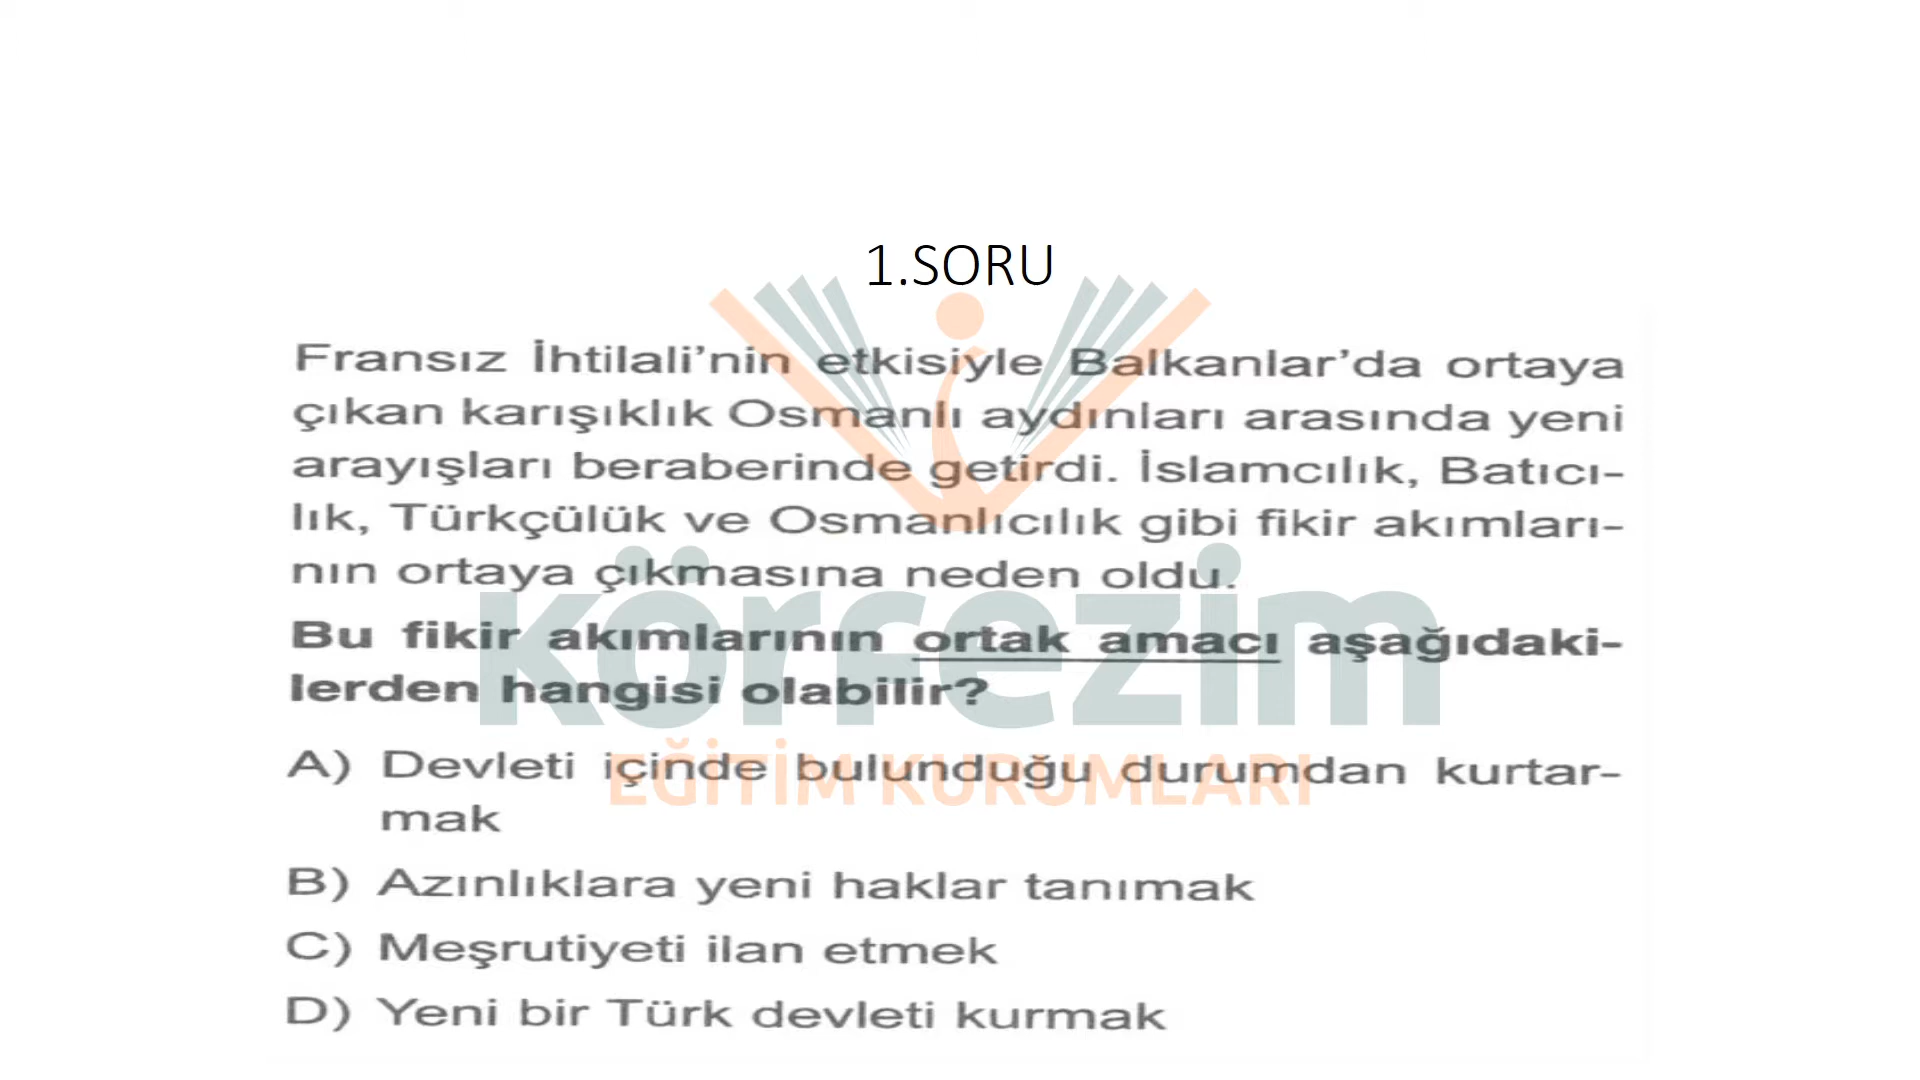 1.SORU
Fransız İhtilali’nin etkisiyle Balkanlar’da ortaya
çıkan karışıklık Osmanlı aydınları arasında yeni
arayışları beraberinde getirdi. İslamcılık, Batıcı-
lık, Türkçülük ve Osmanlıcılık gibi fikir akımları-
nın ortaya çıkmasına neden oldu.
Bu fikir akımlarının ortak amacı aşağıdaki-
lerden hangisi olabilir?
A) Devleti içinde bulunduğu durumdan kurtar-
mak
B) Azınlıklara yeni haklar tanımak
C) Meşrutiyeti ilan etmek
D) Yeni bir Türk devleti kurmak
körfezim
EĞİTİM KURUMLARI